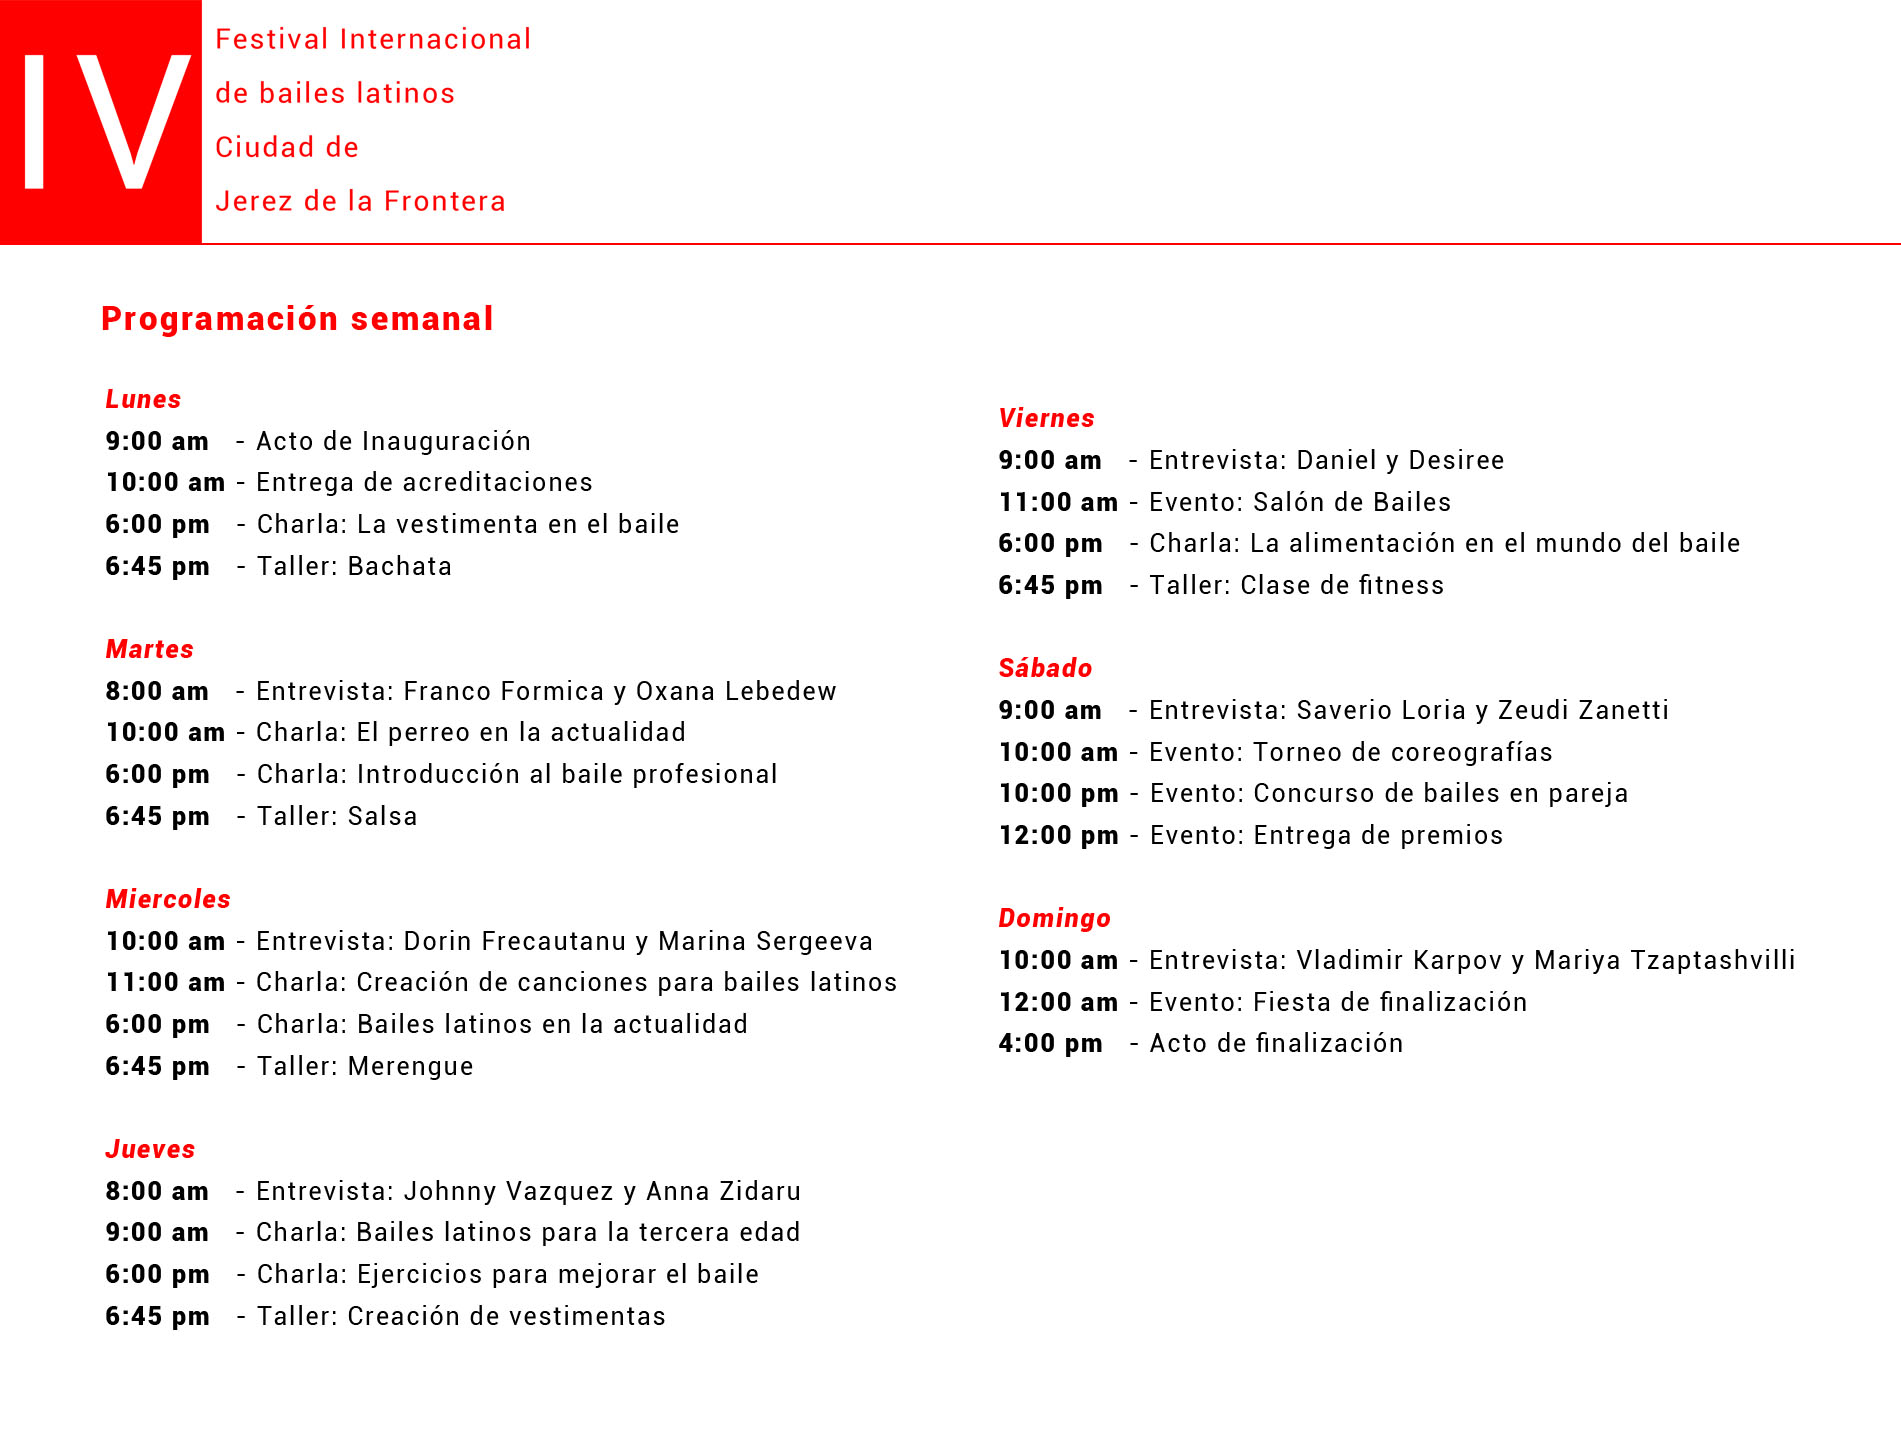 IV
Festival Internacional
de bailes latinos
Ciudad de
Jerez de la Frontera
Programación semanal
Lunes
9:00 am - Acto de Inauguración
10:00 am - Entrega de acreditaciones
6:00 pm - Charla: La vestimenta en el baile
6:45 pm - Taller: Bachata
Martes
8:00 am - Entrevista: Franco Formica y Oxana Lebedew
10:00 am - Charla: El perreo en la actualidad
6:00 pm - Charla: Introducción al baile profesional
6:45 pm - Taller: Salsa
Miercoles
10:00 am - Entrevista: Dorin Frecautanu y Marina Sergeeva
11:00 am - Charla: Creación de canciones para bailes latinos
6:00 pm - Charla: Bailes latinos en la actualidad
6:45 pm - Taller: Merengue
Jueves
8:00 am - Entrevista: Johnny Vazquez y Anna Zidaru
9:00 am - Charla: Bailes latinos para la tercera edad
6:00 pm - Charla: Ejercicios para mejorar el baile
6:45 pm - Taller: Creación de vestimentas
Viernes
9:00 am - Entrevista: Daniel y Desiree
11:00 am - Evento: Salón de Bailes
6:00 pm - Charla: La alimentación en el mundo del baile
6:45 pm - Taller: Clase de fitness
Sábado
9:00 am - Entrevista: Saverio Loria y Zeudi Zanetti
10:00 am - Evento: Torneo de coreografías
10:00 pm - Evento: Concurso de bailes en pareja
12:00 pm - Evento: Entrega de premios
Domingo
10:00 am - Entrevista: Vladimir Karpov y Mariya Tzaptashvilli
12:00 am - Evento: Fiesta de finalización
4:00 pm - Acto de finalización